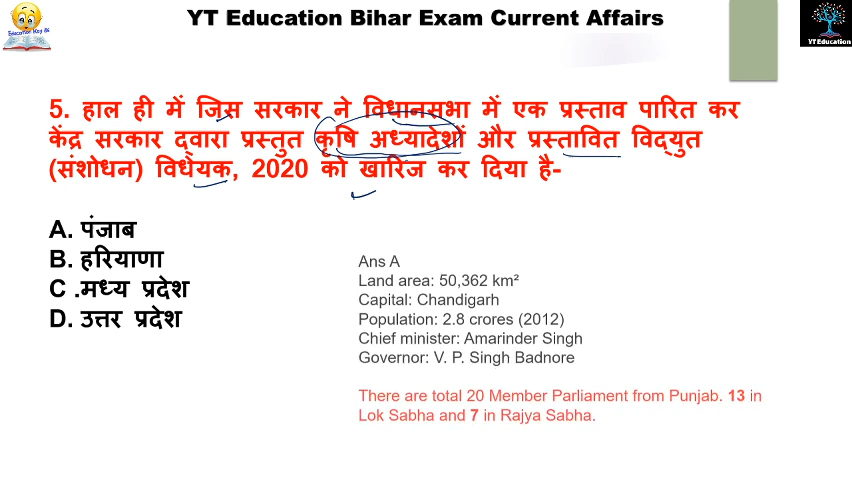 YT Education Bihar Exam Current Affairs
Education Key da
YT Education
5. हाल ही में जिस सरकार ने विधानसभा में एक प्रस्ताव पारित कर
केंद्र सरकार द्वारा प्रस्तुत कृषि अध्यादेशों और प्रस्तावित विद्युत
(संशोधन) विधेयक, 2020 को खारिज कर दिया है-
A. पंजाब
B. हरियाणा
C .मध्य प्रदेश
D. उत्तर प्रदेश
Ans A
Land area: 50,362 km²
Capital: Chandigarh
Population: 2.8 crores (2012)
Chief minister: Amarinder Singh
Governor: V. P. Singh Badnore
There are total 20 Member Parliament from Punjab. 13 in
Lok Sabha and 7 in Rajya Sabha.